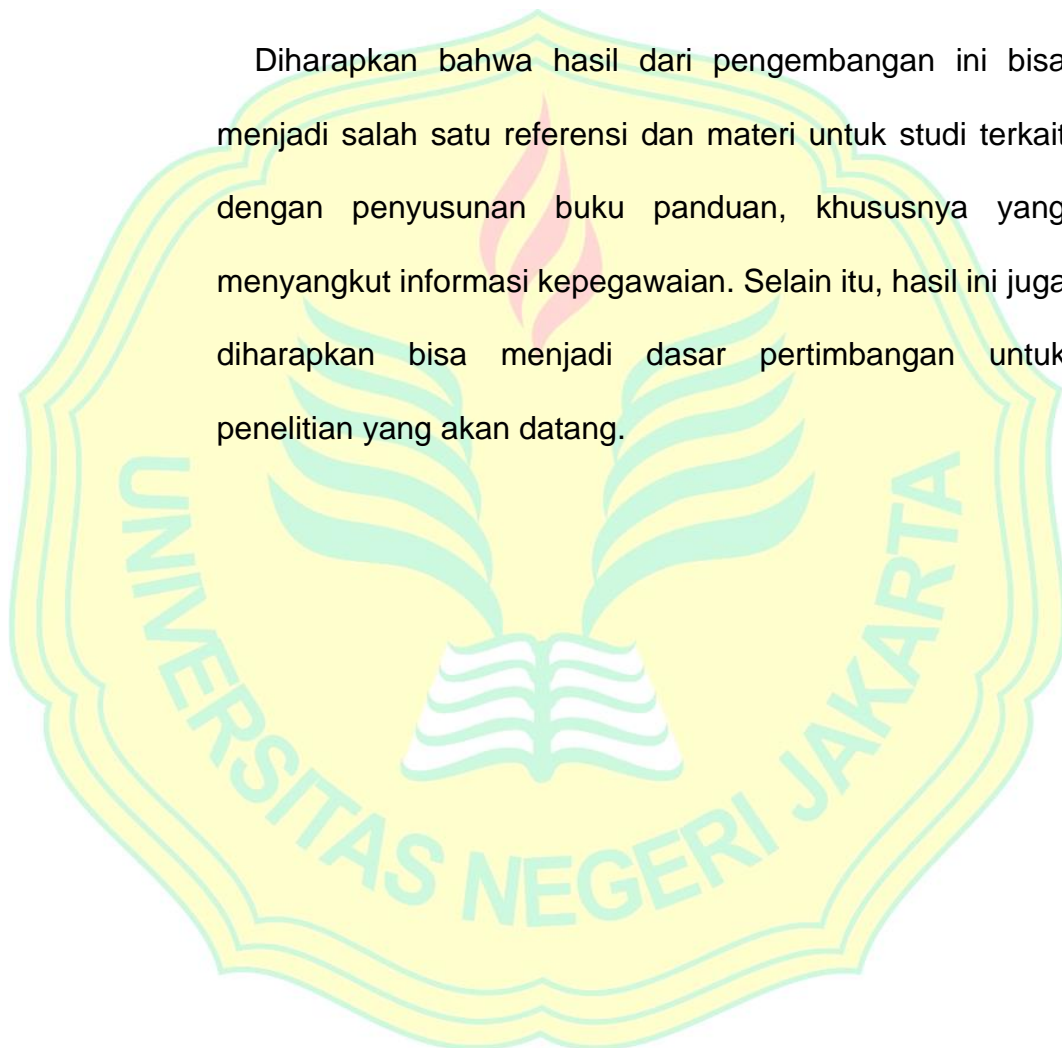 Diharapkan bahwa hasil dari pengembangan ini bisa
menjadi salah satu referensi dan materi untuk studi terkait
dengan penyusunan buku panduan, khususnya yang
menyangkut informasi kepegawaian. Selain itu, hasil ini juga
diharapkan bisa menjadi dasar pertimbangan untuk
penelitian yang akan datang.
UNIVERSITAS NEGERI JAKARTA